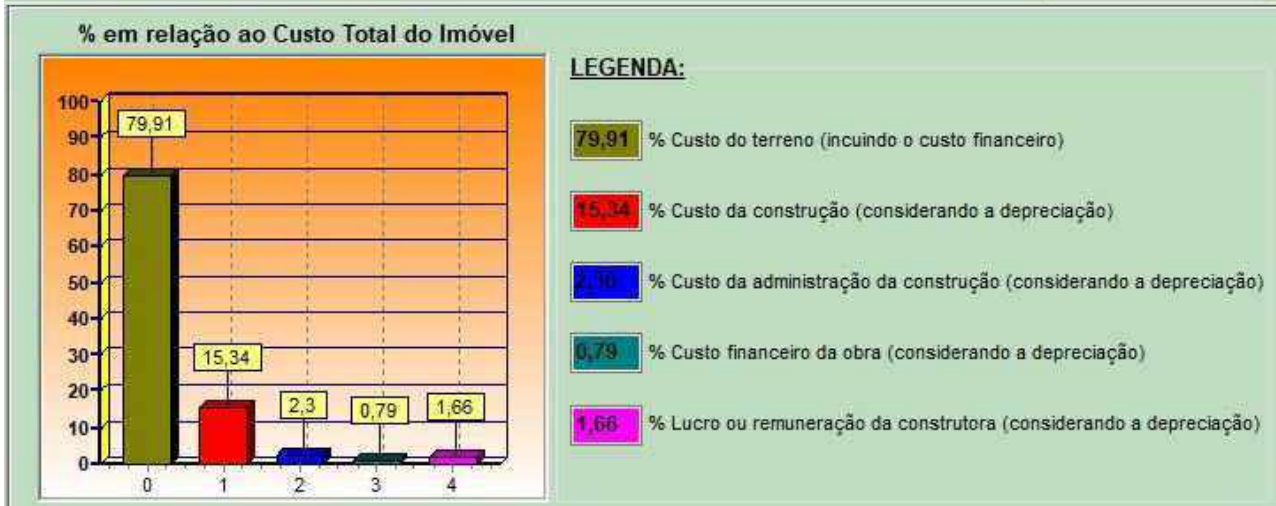 % em relação ao Custo Total do Imóvel
100
90
80
70
60
50
40
30
20
10
0
79,91
15,34
2,3
0,79
1,66
0 1 2 3 4
LEGENDA:
79,91 % Custo do terreno (incuindo o custo financeiro)
15,34 % Custo da construção (considerando a depreciação)
2,30 % Custo da administração da construção (considerando a depreciação)
0,79 % Custo financeiro da obra (considerando a depreciação)
1,66 % Lucro ou remuneração da construtora (considerando a depreciação)